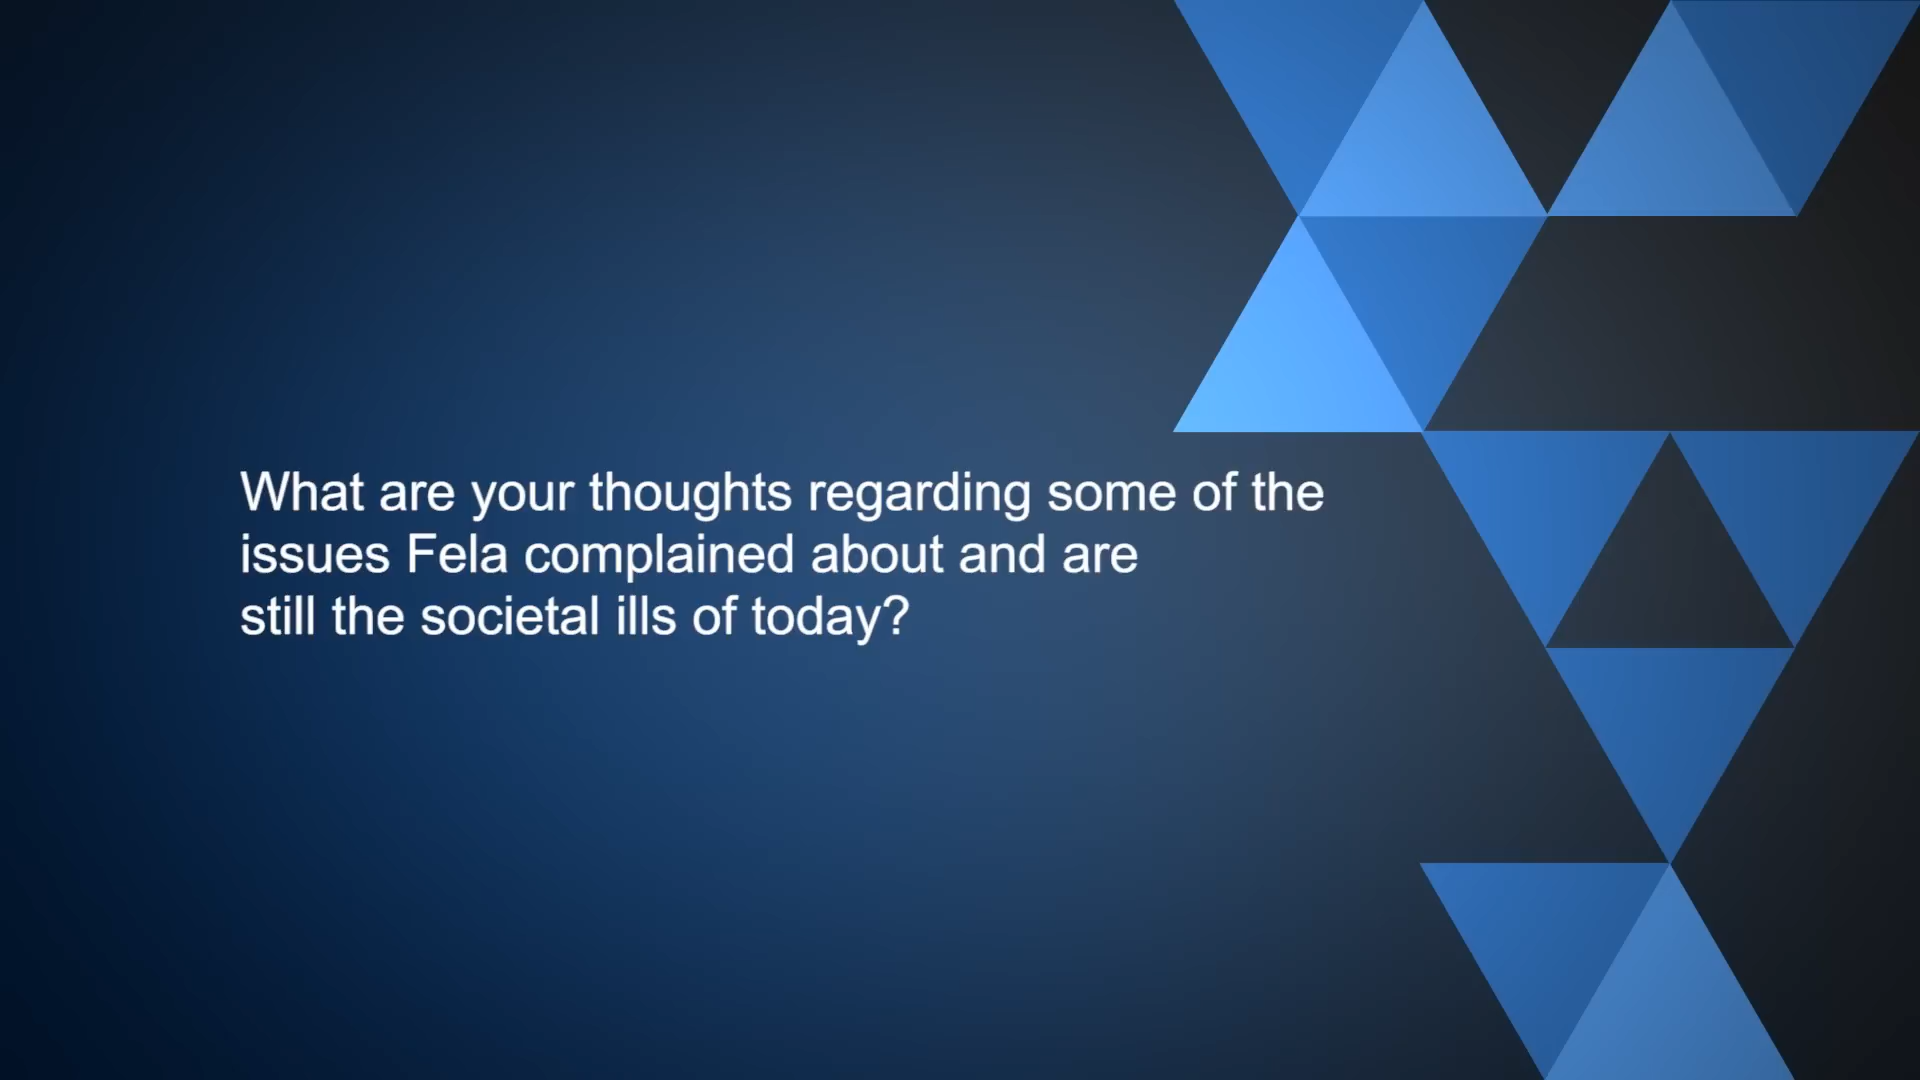 What are your thoughts regarding some of the
issues Fela complained about and are
still the societal ills of today?